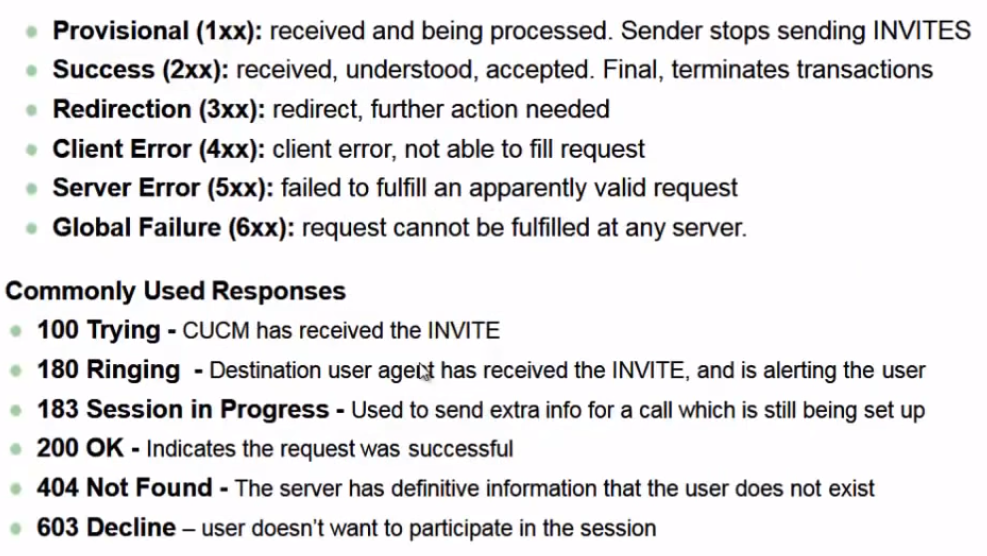 Provisional (1xx): received and being processed. Sender stops sending INVITES
Success (2xx): received, understood, accepted. Final, terminates transactions
Redirection (3xx): redirect, further action needed
Client Error (4xx): client error, not able to fill request
Server Error (5xx): failed to fulfill an apparently valid request
Global Failure (6xx): request cannot be fulfilled at any server.
Commonly Used Responses
100 Trying - CUCM has received the INVITE
180 Ringing - Destination user agent has received the INVITE, and is alerting the user
183 Session in Progress - Used to send extra info for a call which is still being set up
200 OK - Indicates the request was successful
404 Not Found - The server has definitive information that the user does not exist
603 Decline – user doesn't want to participate in the session